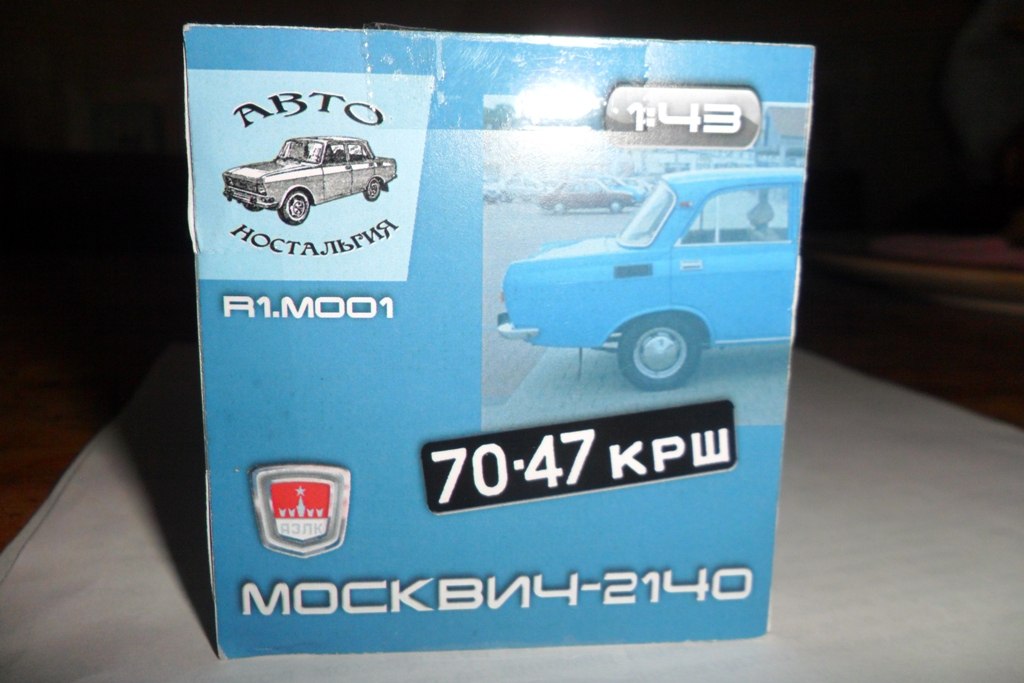 АВТО
НОСТАЛЬГИЯ
R1.M001
1:43
70-47 КРШ
АЗЛК
МОСКВИЧ-2140